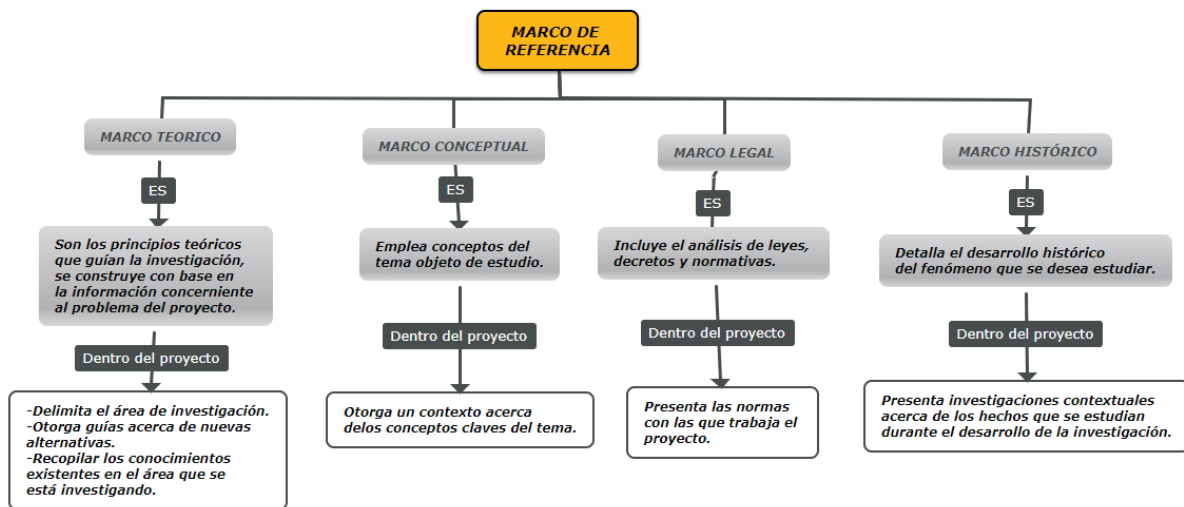 MARCO DE
REFERENCIA
MARCO TEORICO
ES
Son los principios teóricos
que guían la investigación,
se construye con base en
la información concerniente
al problema del proyecto.
Dentro del proyecto
-Delimita el área de investigación.
-Otorga guías acerca de nuevas
alternativas.
-Recopilar los conocimientos
existentes en el área que se
está investigando.
MARCO CONCEPTUAL
ES
Emplea conceptos del
tema objeto de estudio.
Dentro del proyecto
Otorga un contexto acerca
delos conceptos claves del tema.
MARCO LEGAL
ES
Incluye el análisis de leyes,
decretos y normativas.
Dentro del proyecto
Presenta las normas
con las que trabaja el
proyecto.
MARCO HISTÓRICO
ES
Detalla el desarrollo histórico
del fenómeno que se desea estudiar.
Dentro del proyecto
Presenta investigaciones contextuales
acerca de los hechos que se estudian
durante el desarrollo de la investigación.